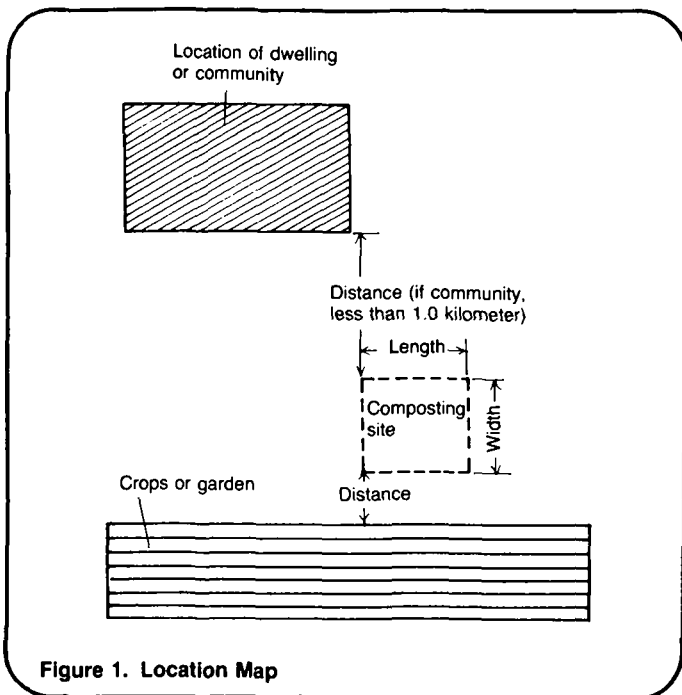 Location of dwelling
or community
Distance (if community,
less than 1.0 kilometer)
Length
Composting
site
Width
Crops or garden
Distance
Figure 1. Location Map